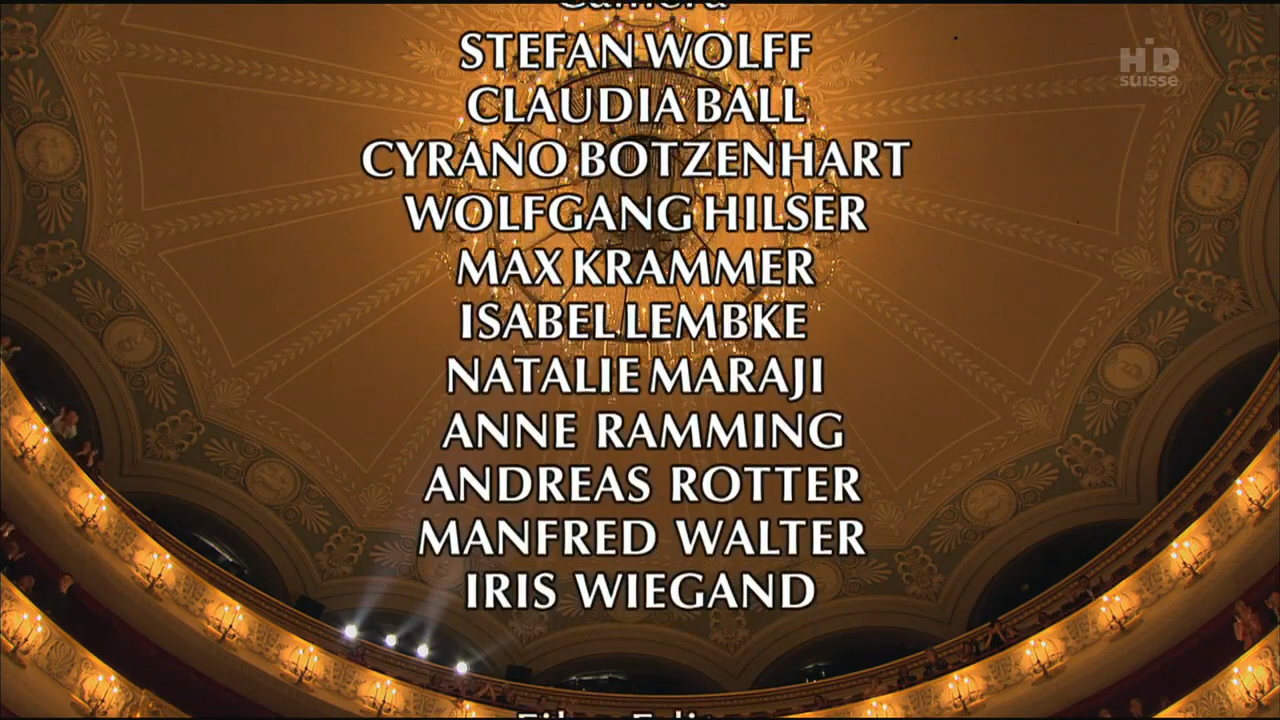 Camera
STEFAN WOLFF
CLAUDIA BALL
CYRANO BOTZENHART
WOLFGANG HILSER
MAX KRAMMER
ISABEL LEMBKE
NATALIE MARAJI
ANNE RAMMING
ANDREAS ROTTER
MANFRED WALTER
IRIS WIEGAND
HD
suisse